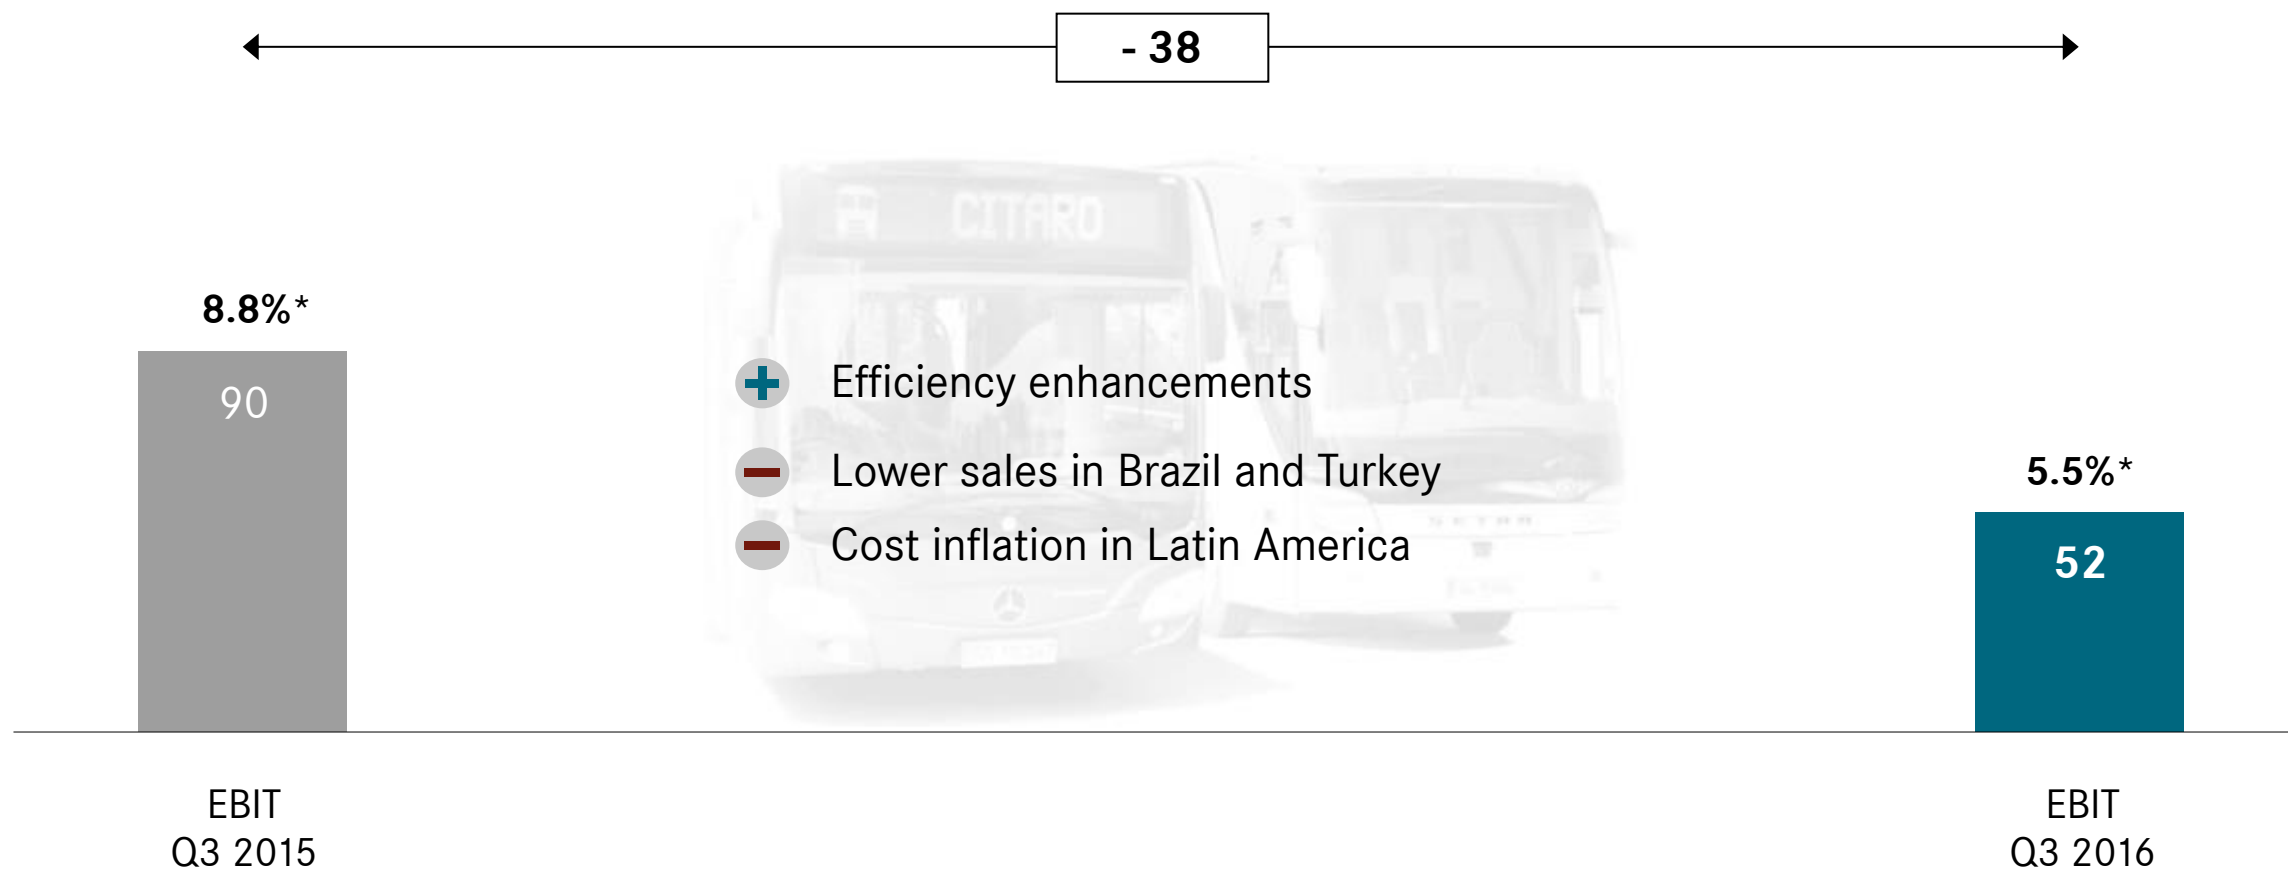 - 38
CITARO
8.8%*
90
Efficiency enhancements
Lower sales in Brazil and Turkey
Cost inflation in Latin America
5.5%*
52
EBIT
Q3 2015
EBIT
Q3 2016